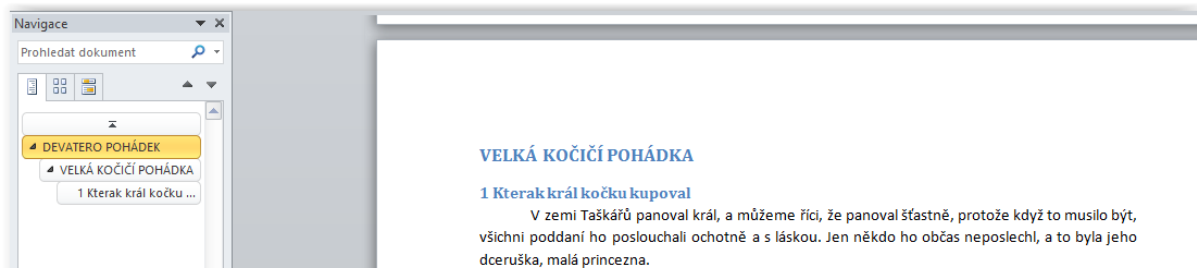 Navigace
Prohledat dokument
DEVATERO POHÁDEK
VELKÁ KOČIČÍ POHÁDKA
1 Kterak král kočku ...
VELKÁ KOČIČÍ POHÁDKA
1 Kterak král kočku kupoval
V zemi Taškářů panoval král, a můžeme říci, že panoval šťastně, protože když to musilo být,
všichni poddaní ho poslouchali ochotně a s láskou. Jen někdo ho občas neposlechl, a to byla jeho
dceruška, malá princezna.